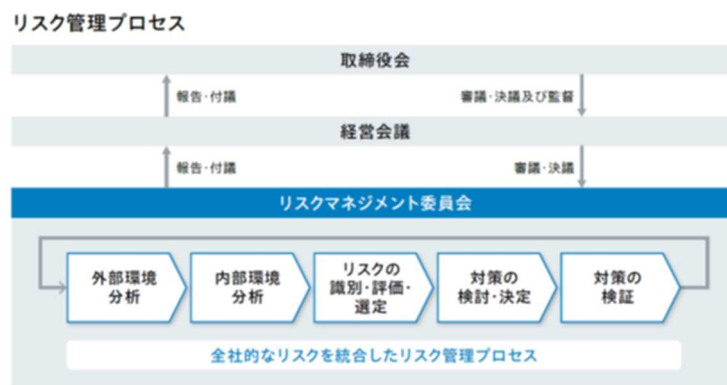 リスク管理プロセス
取締役会
報告・付議
審議・決議及び監督
経営会議
報告・付議
審議・決議
リスクマネジメント委員会
外部環境
分析
内部環境
分析
リスクの
識別・評価・
選定
対策の
検討・決定
対策の
検証
全社的なリスクを統合したリスク管理プロセス